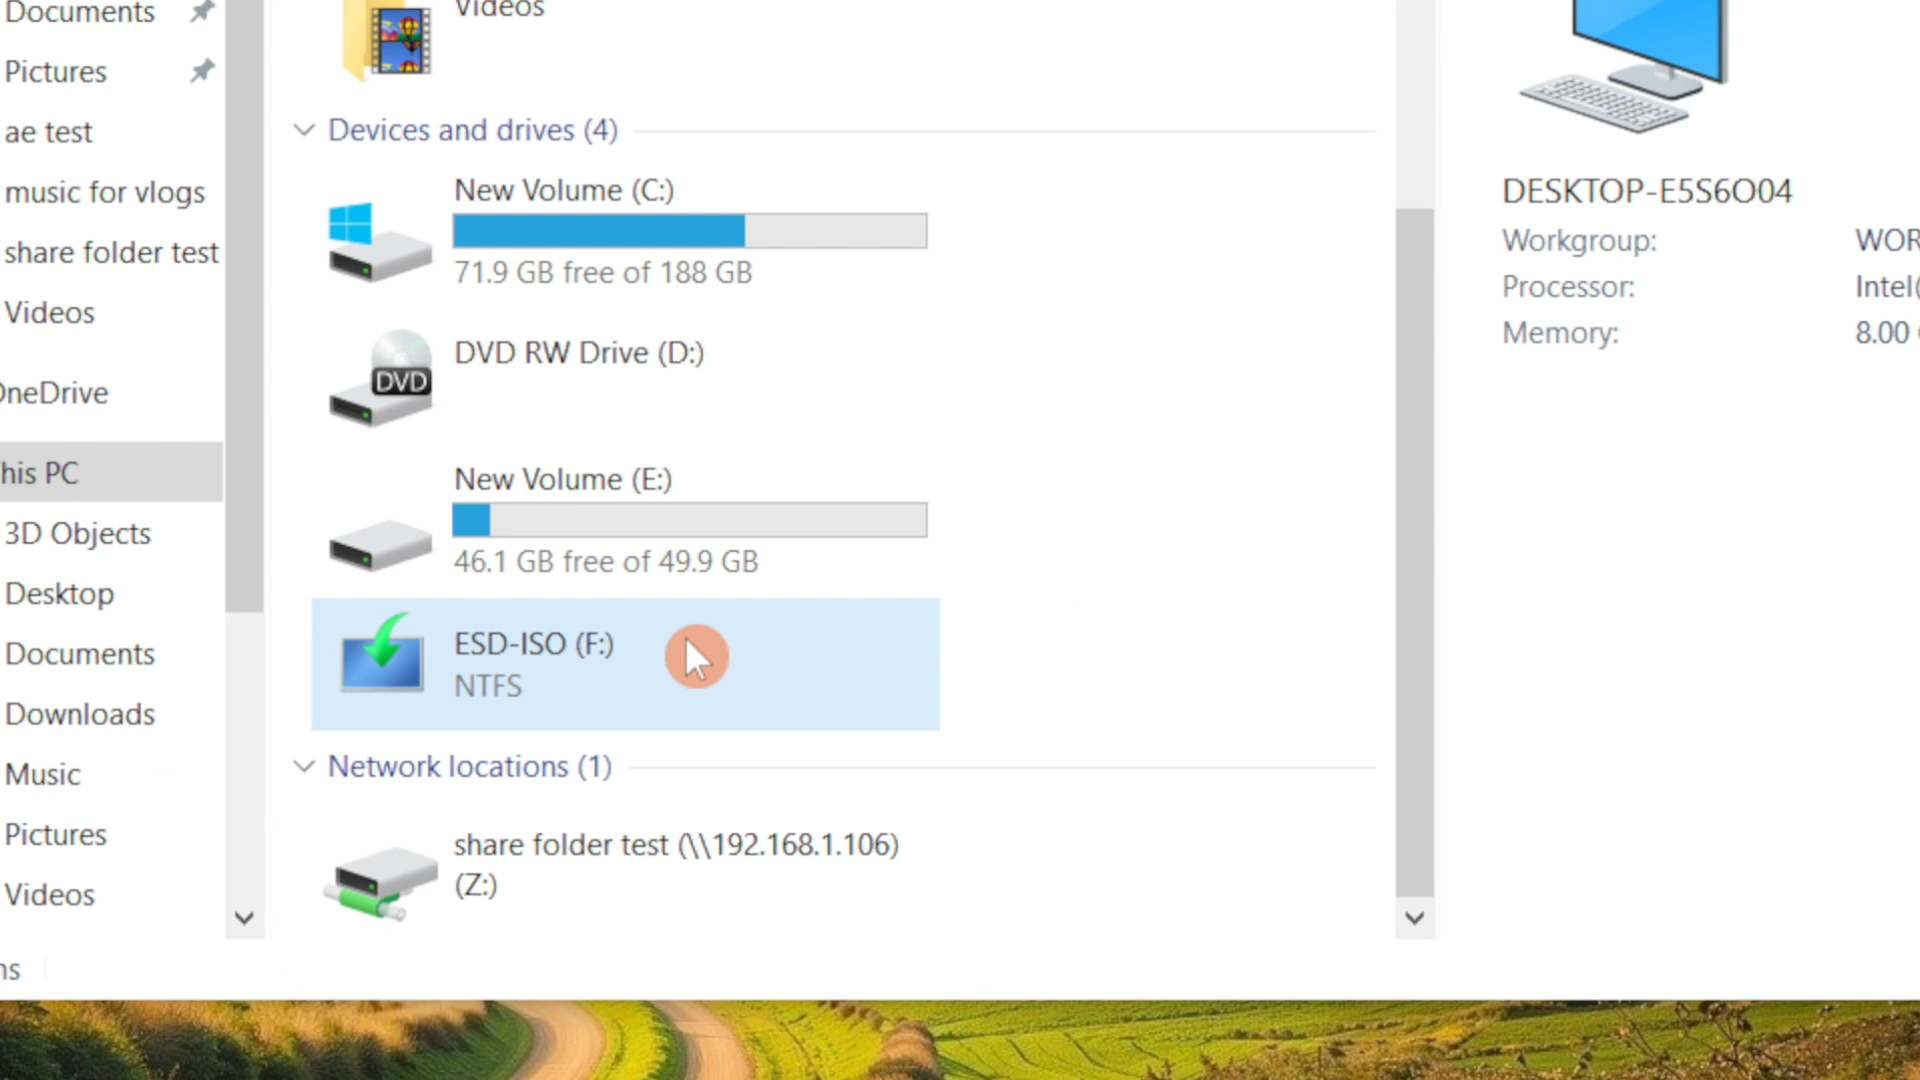 Documents
Pictures
ae test
music for vlogs
share folder test
Videos
OneDrive
This PC
3D Objects
Desktop
Documents
Downloads
Music
Pictures
Videos
Videos
Devices and drives (4)
New Volume (C:)
71.9 GB free of 188 GB
DVD
DVD RW Drive (D:)
New Volume (E:)
46.1 GB free of 49.9 GB
ESD-ISO (F:)
NTFS
Network locations (1)
share folder test (\\192.168.1.106)
(Z:)
DESKTOP-E5S6O04
Workgroup:
Processor: Intel(
Memory: 8.00